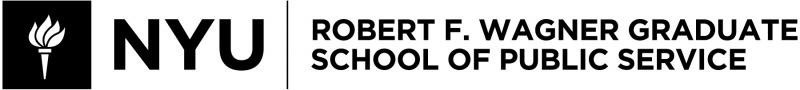 NYU
ROBERT F. WAGNER GRADUATE
SCHOOL OF PUBLIC SERVICE